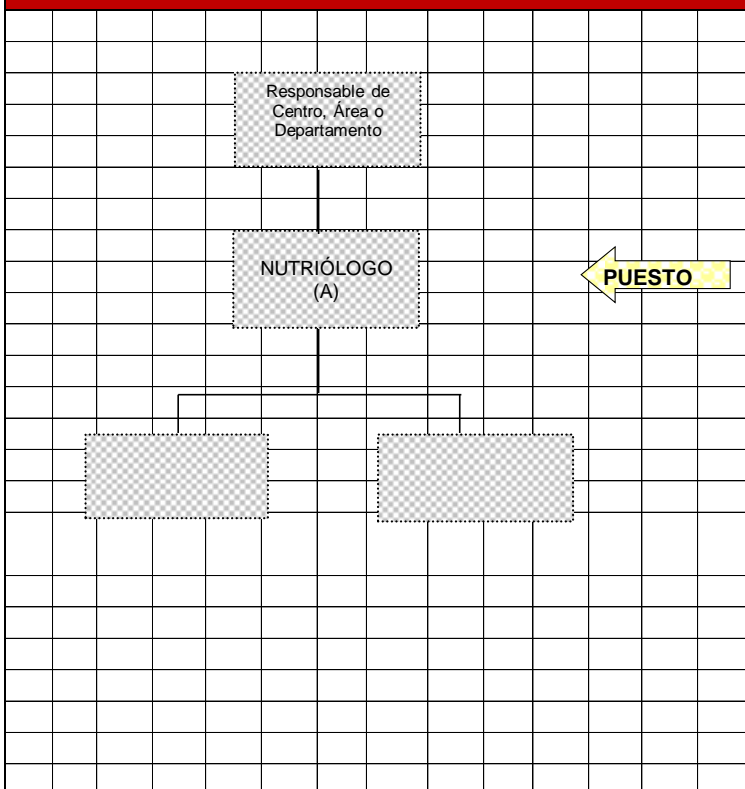 Responsable de
Centro, Área o
Departamento
NUTRIÓLOGO
(A)
PUESTO